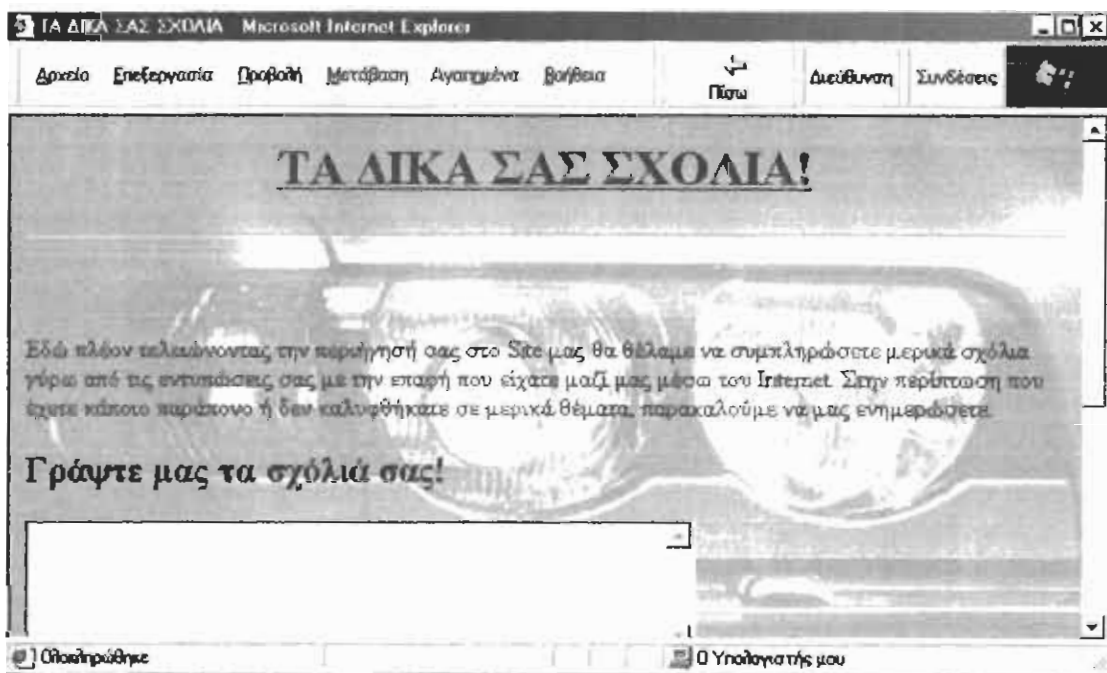 ΤΑ ΔΙΚΑ ΣΑΣ ΣΧΟΛΙΑ Microsoft Internet Explorer
Αρχείο Επεξεργασία Προβολή Μετάβαση Αγαπημένα Βοήθεια Πίσω Διεύθυνση Συνδέσεις
ΤΑ ΔΙΚΑ ΣΑΣ ΣΧΟΛΙΑ!
Εδώ πλέον τελειώνοντας την περιήγησή σας στο Site μας θα θέλαμε να συμπληρώσετε μερικά σχόλια
γύρω από τις εντυπώσεις σας με την επαφή που είχατε μαζί μας μέσω του Internet. Στην περίπτωση που
έχετε κάποιο παράπονο ή δεν καλυφθήκατε σε μερικά θέματα, παρακαλούμε να μας ενημερώσετε.
Γράψτε μας τα σχόλιά σας!
Ολοκληρώθηκε Ο Υπολογιστής μου